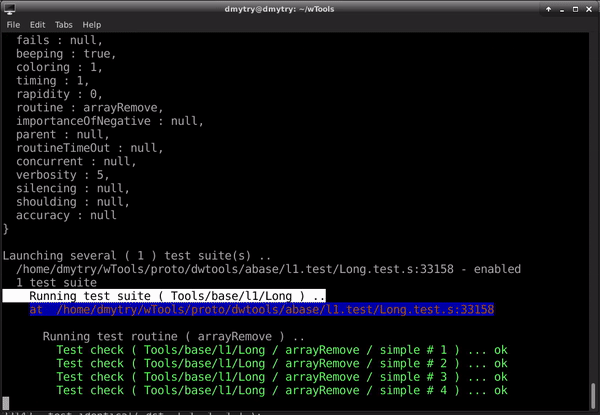 dmytry@dmytry: ~/wTools
File Edit Tabs Help
fails : null,
beeping : true,
coloring : 1,
timing : 1,
rapidity : 0,
routine : arrayRemove,
importanceOfNegative : null,
parent : null,
routineTimeOut : null,
concurrent : null,
verbosity : 5,
silencing : null,
shoulding : null,
accuracy : null
}
Launching several ( 1 ) test suite(s) ..
/home/dmytry/wTools/proto/dwtools/abase/l1.test/Long.test.s:33158 - enabled
1 test suite
Running test suite ( Tools/base/l1/Long ) ..
at /home/dmytry/wTools/proto/dwtools/abase/l1.test/Long.test.s:33158
Running test routine ( arrayRemove ) ..
Test check ( Tools/base/l1/Long / arrayRemove / simple # 1 ) ... ok
Test check ( Tools/base/l1/Long / arrayRemove / simple # 2 ) ... ok
Test check ( Tools/base/l1/Long / arrayRemove / simple # 3 ) ... ok
Test check ( Tools/base/l1/Long / arrayRemove / simple # 4 ) ... ok